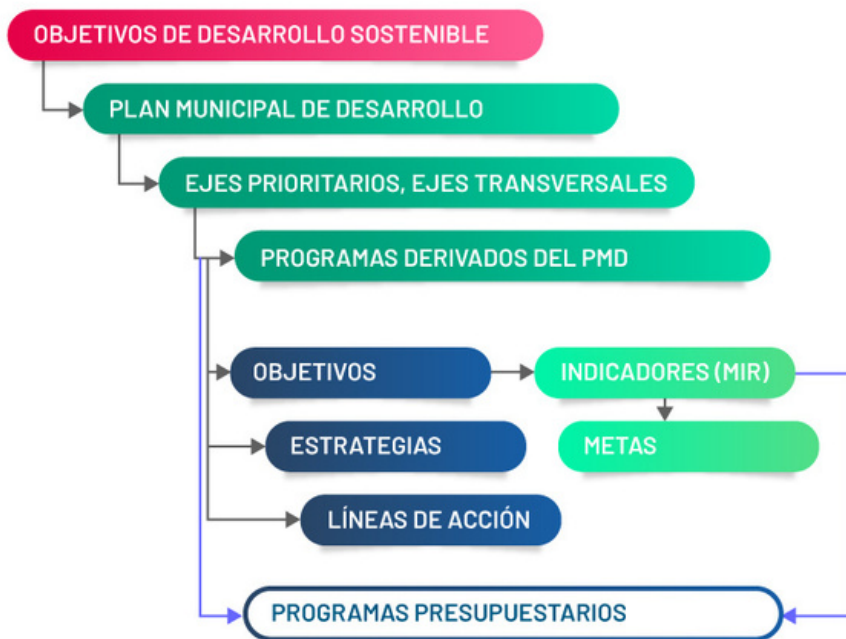 OBJETIVOS DE DESARROLLO SOSTENIBLE
PLAN MUNICIPAL DE DESARROLLO
EJES PRIORITARIOS, EJES TRANSVERSALES
PROGRAMAS DERIVADOS DEL PMD
OBJETIVOS
INDICADORES (MIR)
ESTRATEGIAS
METAS
LÍNEAS DE ACCIÓN
PROGRAMAS PRESUPUESTARIOS